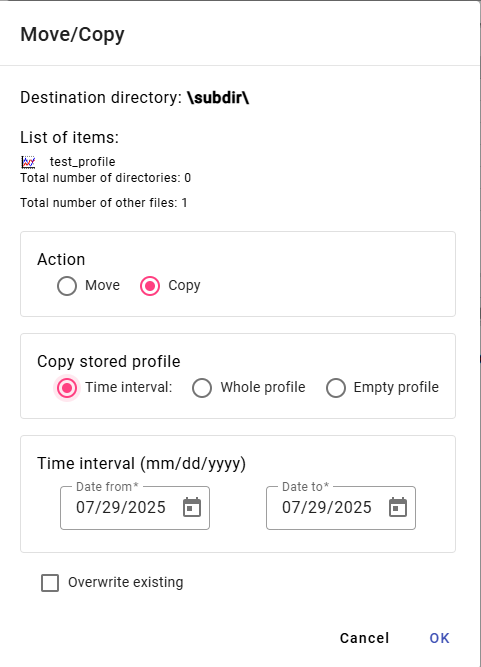 Move/Copy
Destination directory: \subdir\
List of items:
test_profile
Total number of directories: 0
Total number of other files: 1
Action
Move Copy
Copy stored profile
Time interval: Whole profile Empty profile
Time interval (mm/dd/yyyy)
Date from* Date to*
07/29/2025 07/29/2025
Overwrite existing
Cancel OK